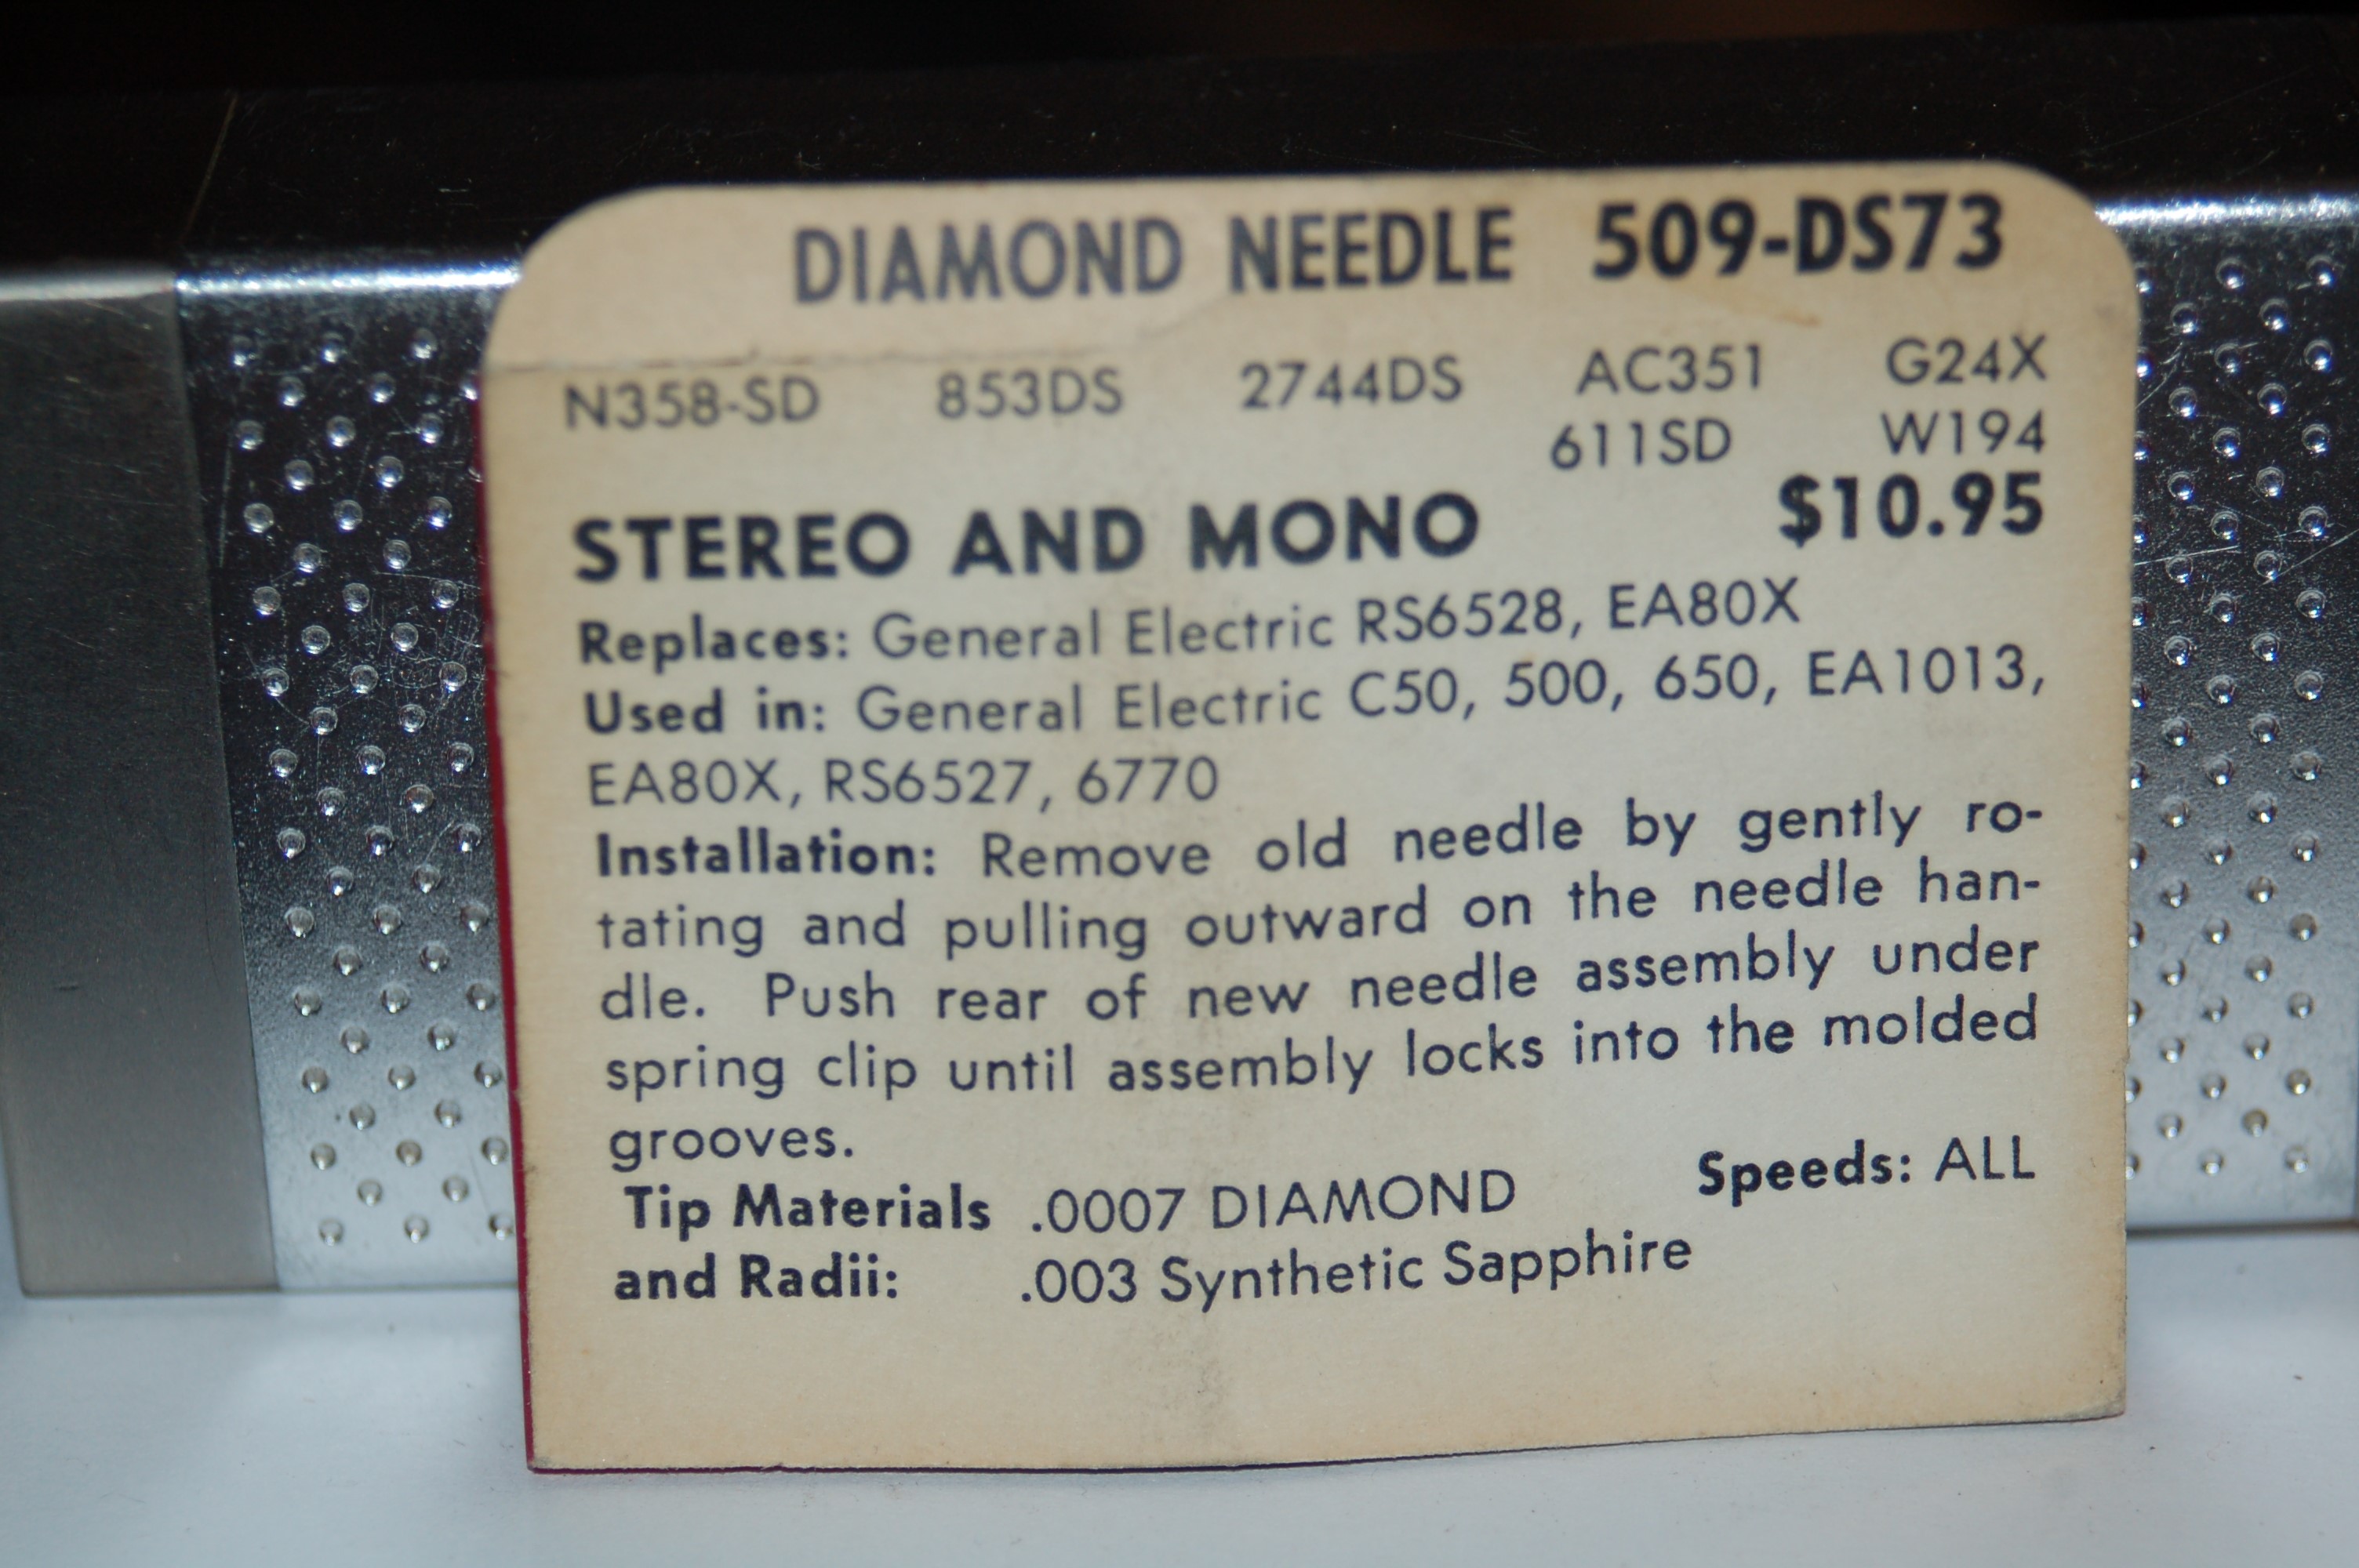 DIAMOND NEEDLE 509-DS73
N358-SD 853DS 2744DS AC351 G24X
611SD W194
STEREO AND MONO $10.95
Replaces: General Electric RS6528, EA80X
Used in: General Electric C50, 500, 650, EA1013,
EA80X, RS6527, 6770
Installation: Remove old needle by gently ro-
tating and pulling outward on the needle han-
dle. Push rear of new needle assembly under
spring clip until assembly locks into the molded
grooves.
Tip Materials .0007 DIAMOND Speeds: ALL
and Radii: .003 Synthetic Sapphire